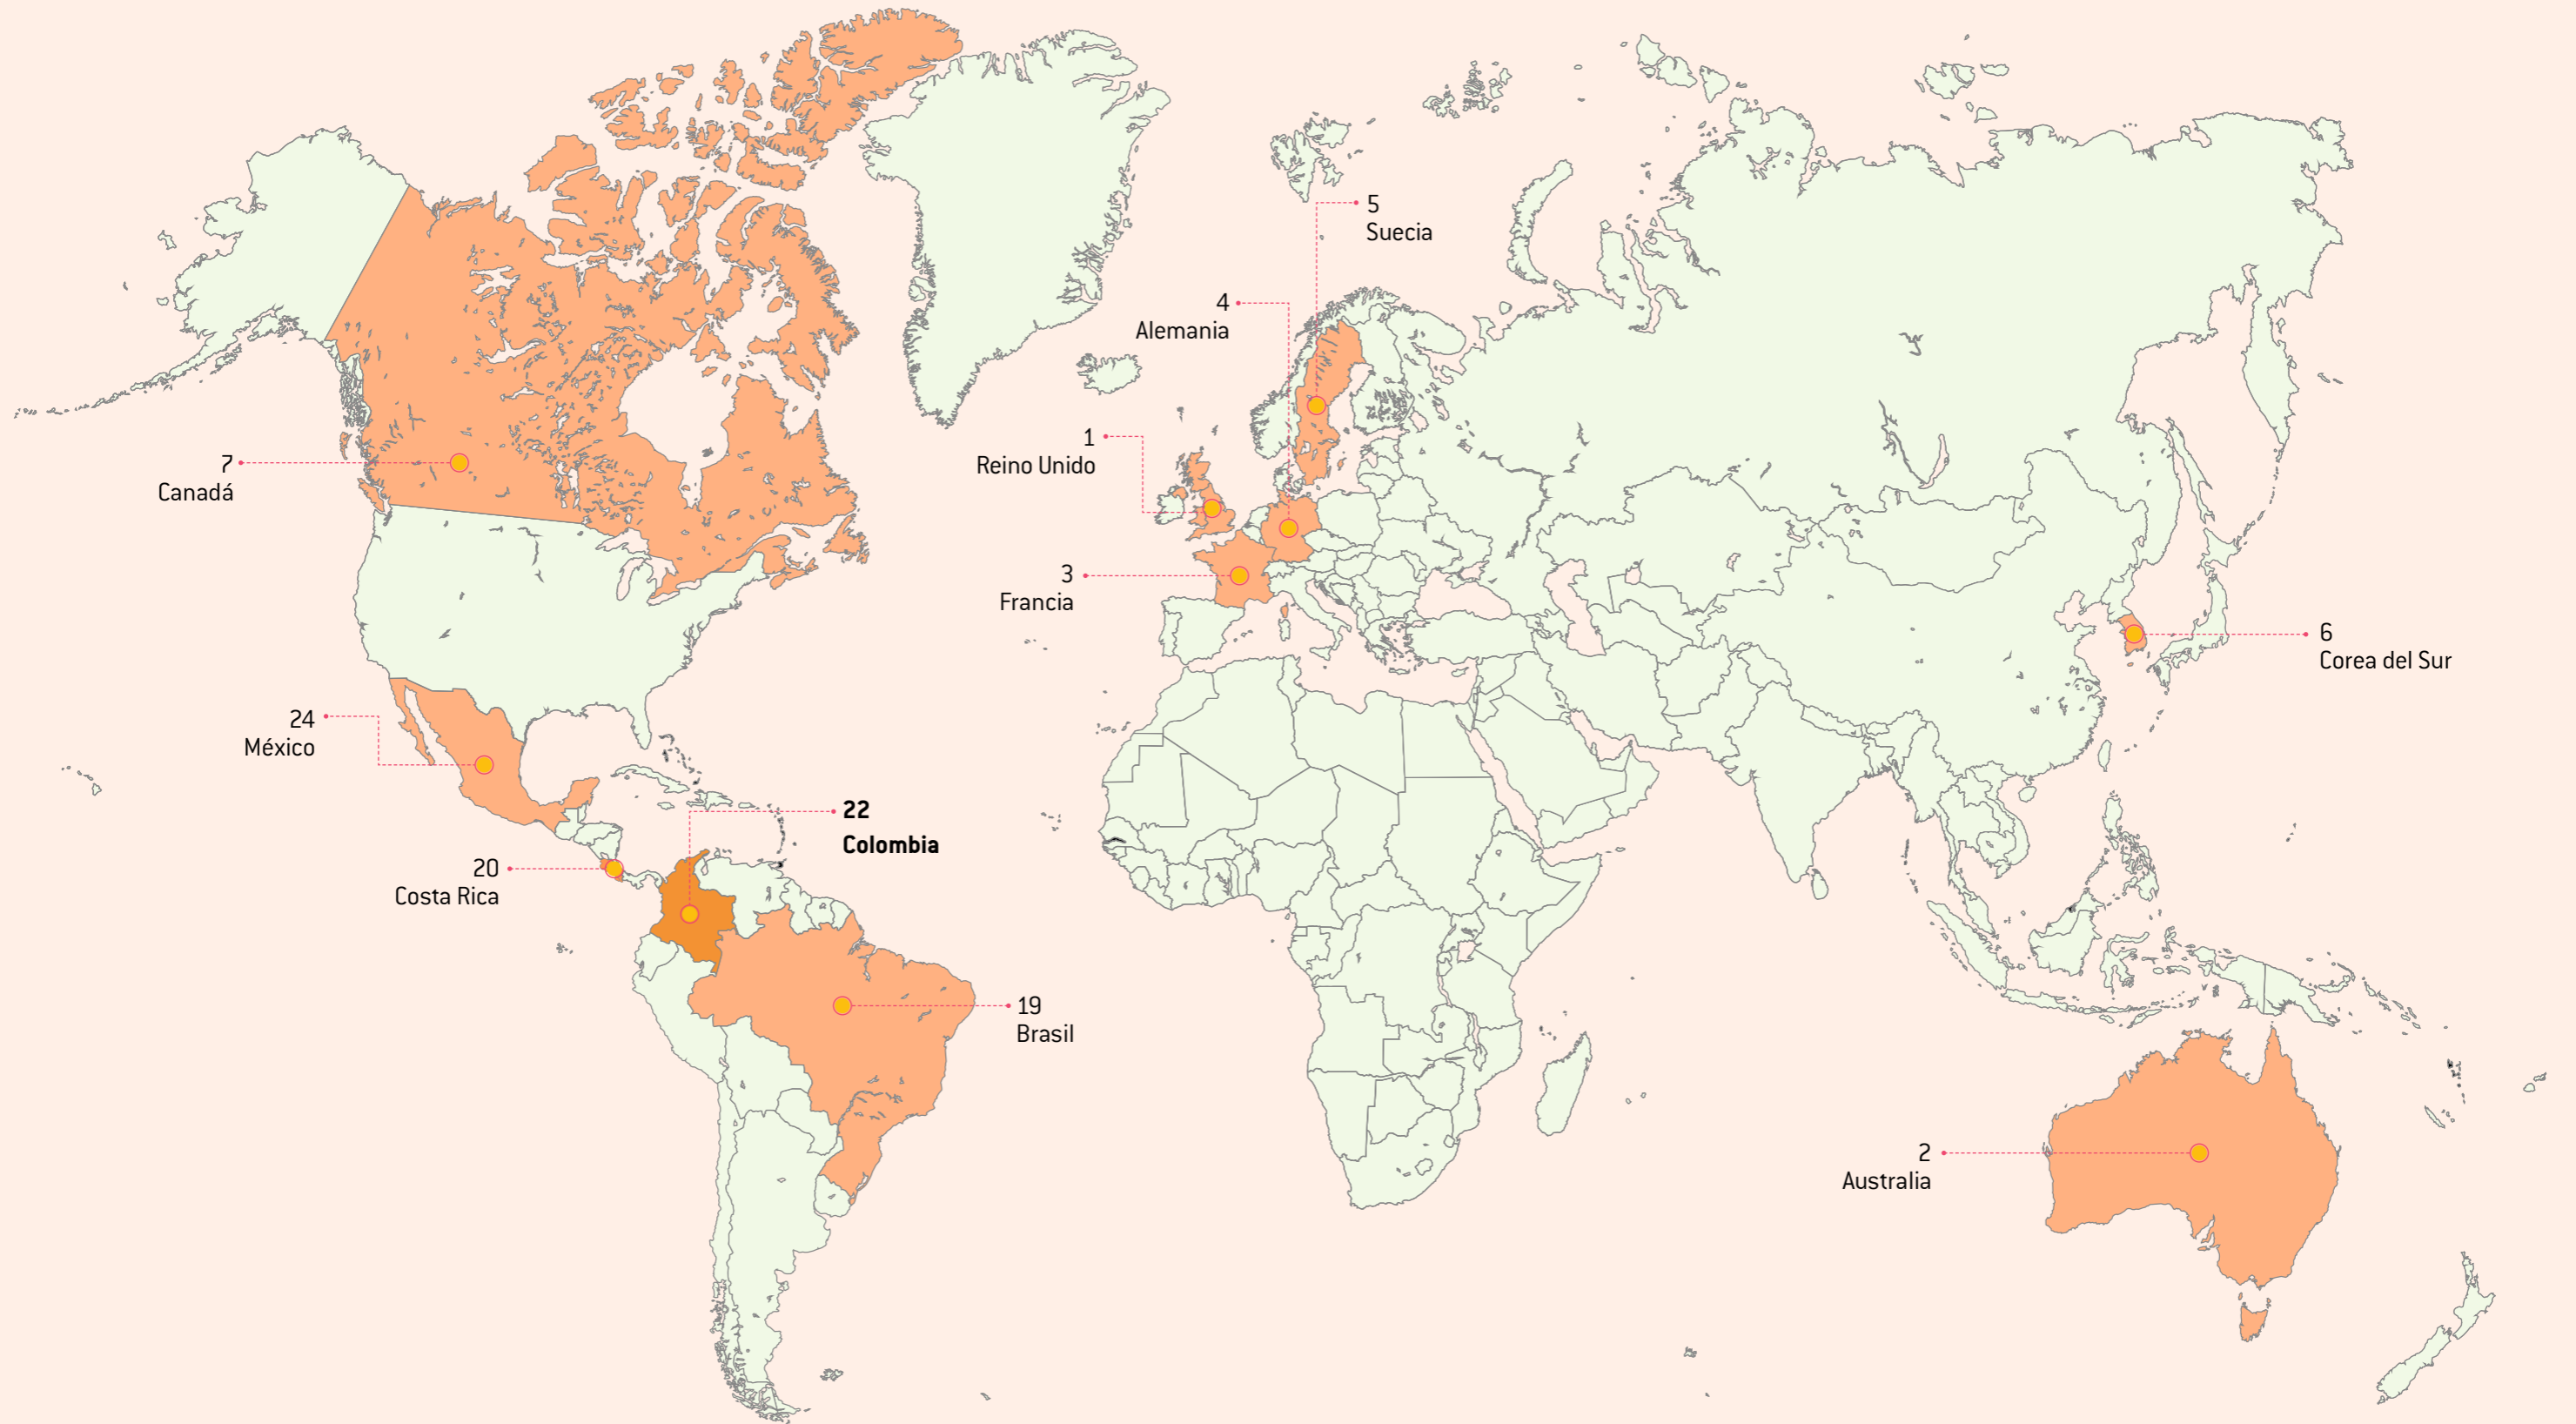 5
Suecia
4
Alemania
1
Reino Unido
7
Canadá
3
Francia
6
Corea del Sur
24
México
22
Colombia
20
Costa Rica
19
Brasil
2
Australia